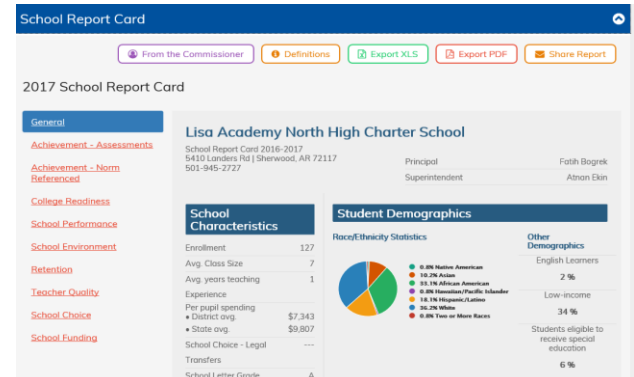 School Report Card
From the Commissioner
Definitions
Export XLS
Export PDF
Share Report
2017 School Report Card
General
Achievement - Assessments
Achievement - Norm
Referenced
College Readiness
School Performance
School Environment
Retention
Teacher Quality
School Choice
School Funding
Lisa Academy North High Charter School
School Report Card 2016-2017
5410 Landers Rd | Sherwood, AR 72117
501-945-2727
Principal Fatih Bogrek
Superintendent Atnan Ekin
School
Characteristics
Enrollment 127
Avg. Class Size 7
Avg. years teaching 1
Experience
Per pupil spending
• District avg. $7,343
• State avg. $9,807
School Choice - Legal ---
Transfers
School Letter Grade A
Student Demographics
Race/Ethnicity Statistics
0.8% Native American
10.2% Asian
33.1% African American
0.8% Hawaiian/Pacific Islander
18.1% Hispanic/Latino
36.2% White
0.8% Two or More Races
Other
Demographics
English Learners
2 %
Low-income
34 %
Students eligible to
receive special
education
6 %